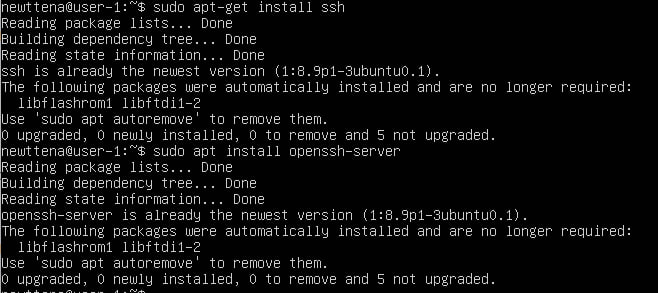 newttena@user-1:~$ sudo apt-get install ssh
Reading package lists... Done
Building dependency tree... Done
Reading state information... Done
ssh is already the newest version (1:8.9p1-3ubuntu0.1).
The following packages were automatically installed and are no longer required:
  libflashrom1 libftdi1-2
Use 'sudo apt autoremove' to remove them.
0 upgraded, 0 newly installed, 0 to remove and 5 not upgraded.
newttena@user-1:~$ sudo apt install openssh-server
Reading package lists... Done
Building dependency tree... Done
Reading state information... Done
openssh-server is already the newest version (1:8.9p1-3ubuntu0.1).
The following packages were automatically installed and are no longer required:
  libflashrom1 libftdi1-2
Use 'sudo apt autoremove' to remove them.
0 upgraded, 0 newly installed, 0 to remove and 5 not upgraded.